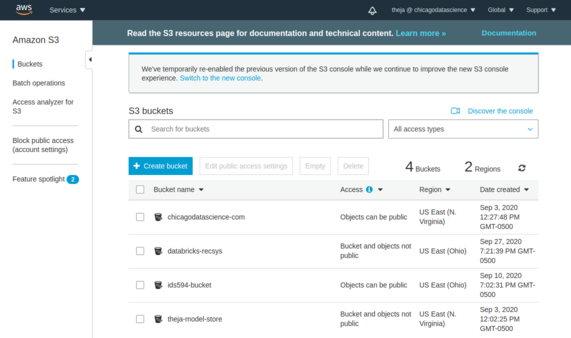 aws
Services
theja @ chicagodatascience
Global
Support
Amazon S3
Buckets
Batch operations
Access analyzer for
S3
Block public access
(account settings)
Feature spotlight 2
Read the S3 resources page for documentation and technical content. Learn more »
Documentation
We've temporarily re-enabled the previous version of the S3 console while we continue to improve the new S3 console
experience. Switch to the new console.
S3 buckets
Discover the console
Search for buckets
All access types
+ Create bucket
Edit public access settings
Empty
Delete
4 Buckets
2 Regions
Bucket name
Access
Region
Date created
chicagodatascience-com
Objects can be public
US East (N.
Virginia)
Sep 3, 2020
12:27:48 PM
GMT-0500
databricks-recsys
Bucket and objects not
public
US East (Ohio)
Sep 27, 2020
7:21:39 PM GMT-
0500
ids594-bucket
Objects can be public
US East (Ohio)
Sep 10, 2020
7:02:31 PM GMT-
0500
theja-model-store
Bucket and objects not
public
US East (N.
Virginia)
Sep 3, 2020
12:02:25 PM
GMT-0500